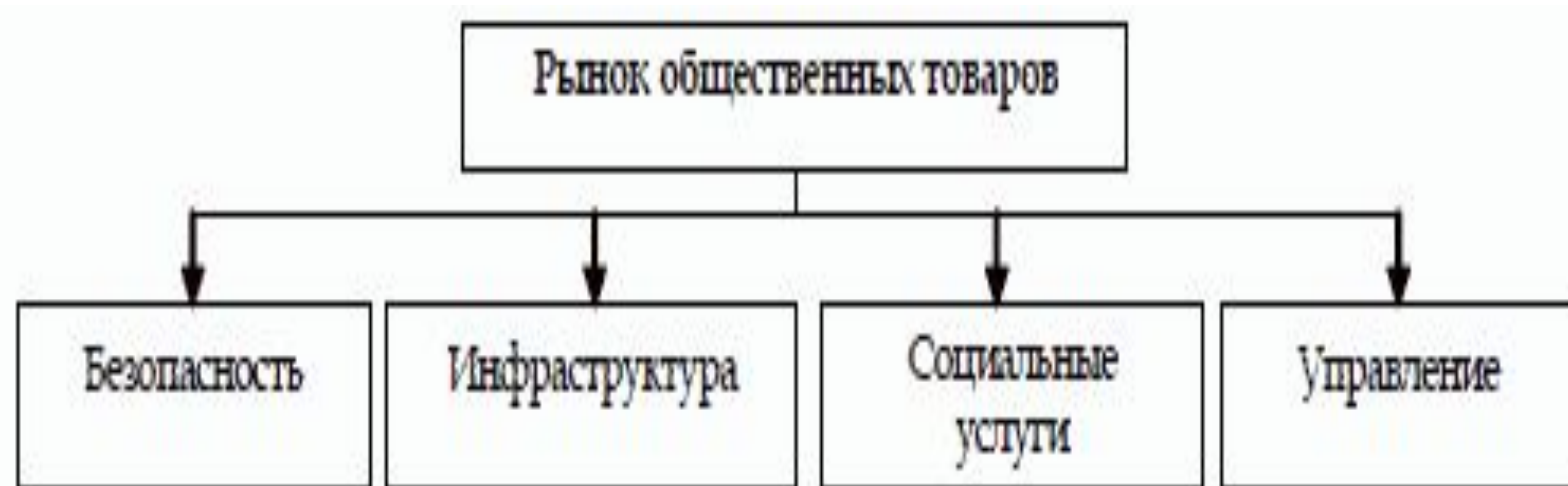 Рынок общественных товаров
Безопасность
Инфраструктура
Социальные
услуги
Управление